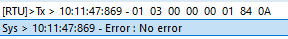 [RTU]>Tx > 10:11:47:869 - 01 03 00 00 00 01 84 0A
Sys > 10:11:47:869 - Error : No error